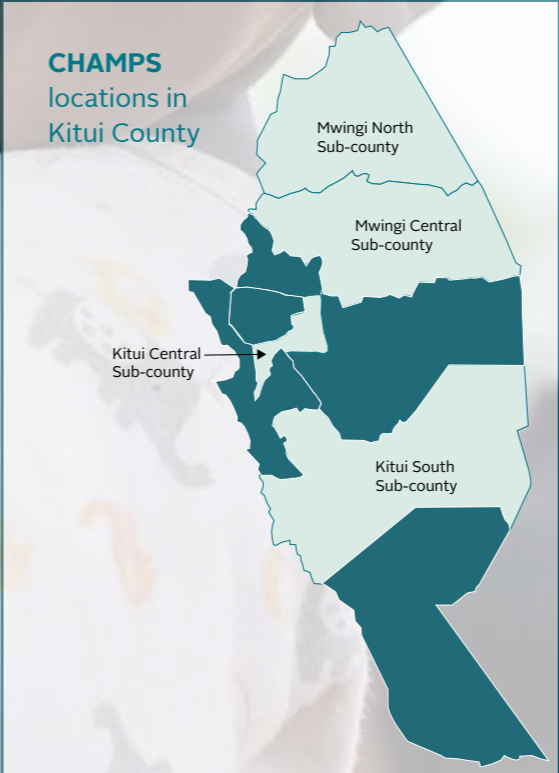 CHAMPS
locations in
Kitui County
Mwingi North
Sub-county
Mwingi Central
Sub-county
Kitui Central
Sub-county
Kitui South
Sub-county